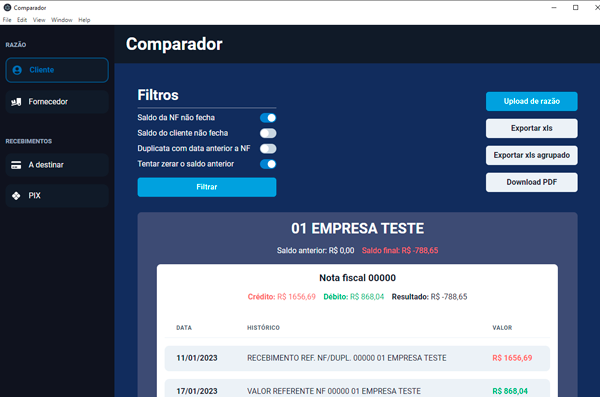 Comparador
File Edit View Window Help
RAZÃO
Cliente
Fornecedor
RECEBIMENTOS
A destinar
PIX
Comparador
Filtros
Saldo da NF não fecha
Saldo do cliente não fecha
Duplicata com data anterior a NF
Tentar zerar o saldo anterior
Filtrar
Upload de razão
Exportar xls
Exportar xls agrupado
Download PDF
01 EMPRESA TESTE
Saldo anterior: R$ 0,00 Saldo final: R$ -788,65
Nota fiscal 00000
Crédito: R$ 1656,69 Débito: R$ 868,04 Resultado: R$ -788,65
DATA HISTÓRICO VALOR
11/01/2023 RECEBIMENTO REF. NF/DUPL. 00000 01 EMPRESA TESTE R$ 1656,69
17/01/2023 VALOR REFERENTE NF 00000 01 EMPRESA TESTE R$ 868,04